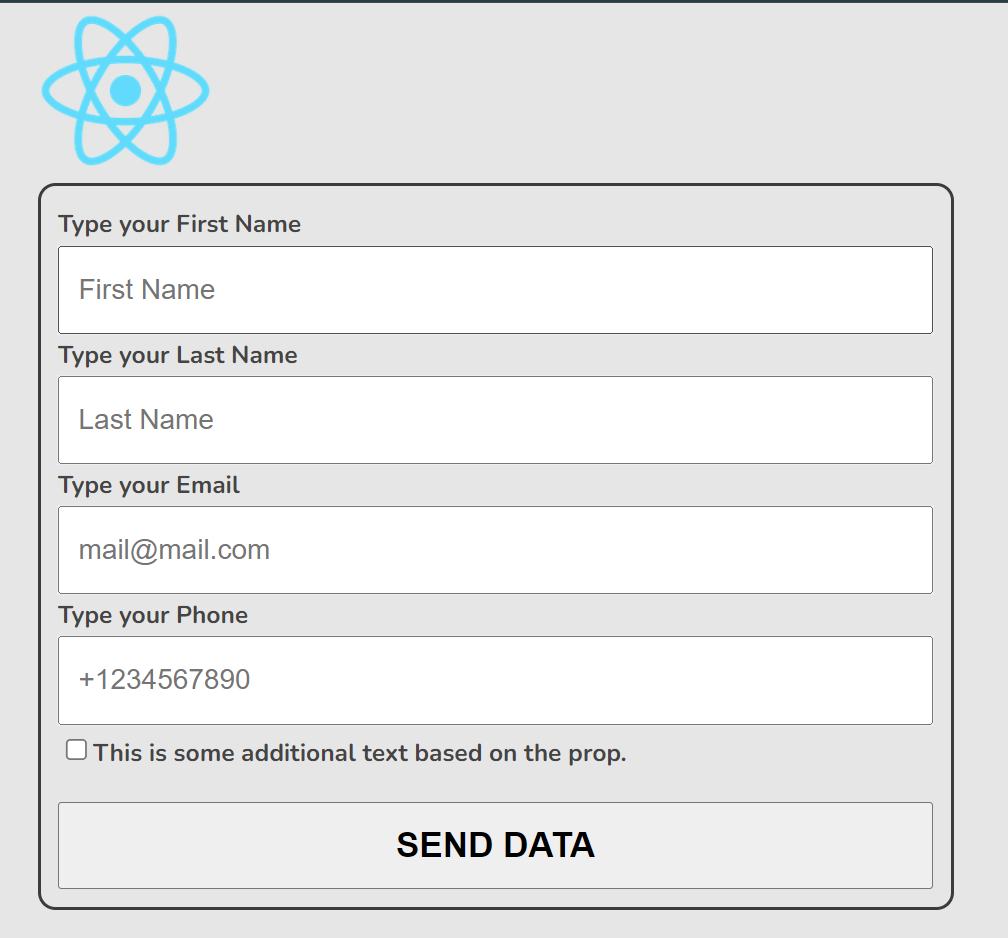 Type your First Name
First Name
Type your Last Name
Last Name
Type your Email
mail@mail.com
Type your Phone
+1234567890
This is some additional text based on the prop.
SEND DATA